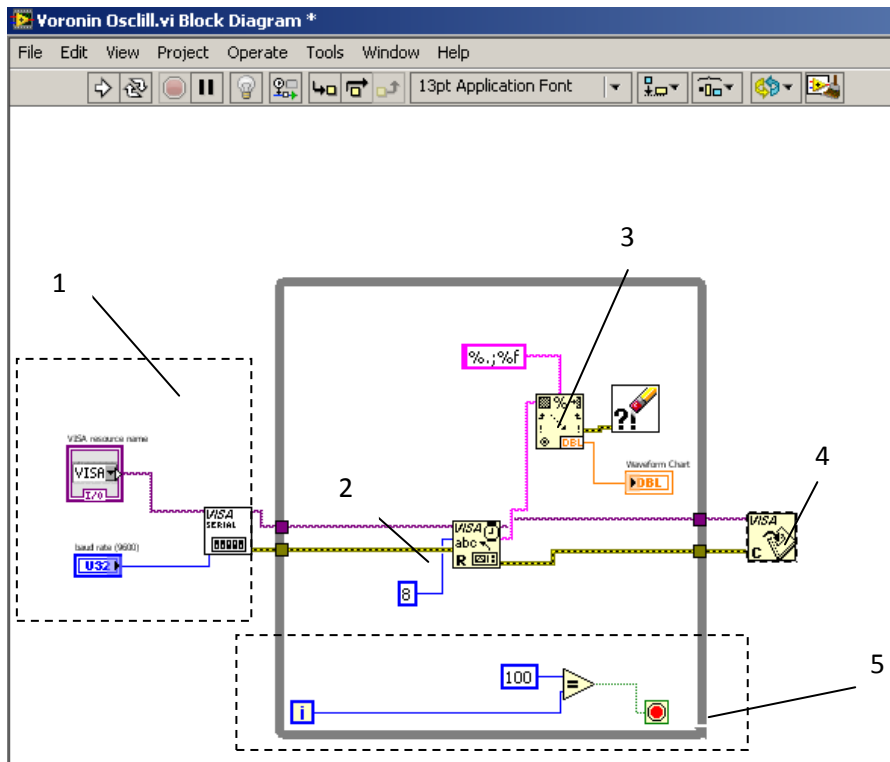 Voronin Osclill.vi Block Diagram *
File Edit View Project Operate Tools Window Help
13pt Application Font
3
1
%.;%f
VISA resource name
VISA
I/O
?!
%
DBL
Waveform Chart
DBL
2
4
VISA
SERIAL
VISA
abc
R
VISA
C
baud rate (9600)
U32
8
5
100
=
i